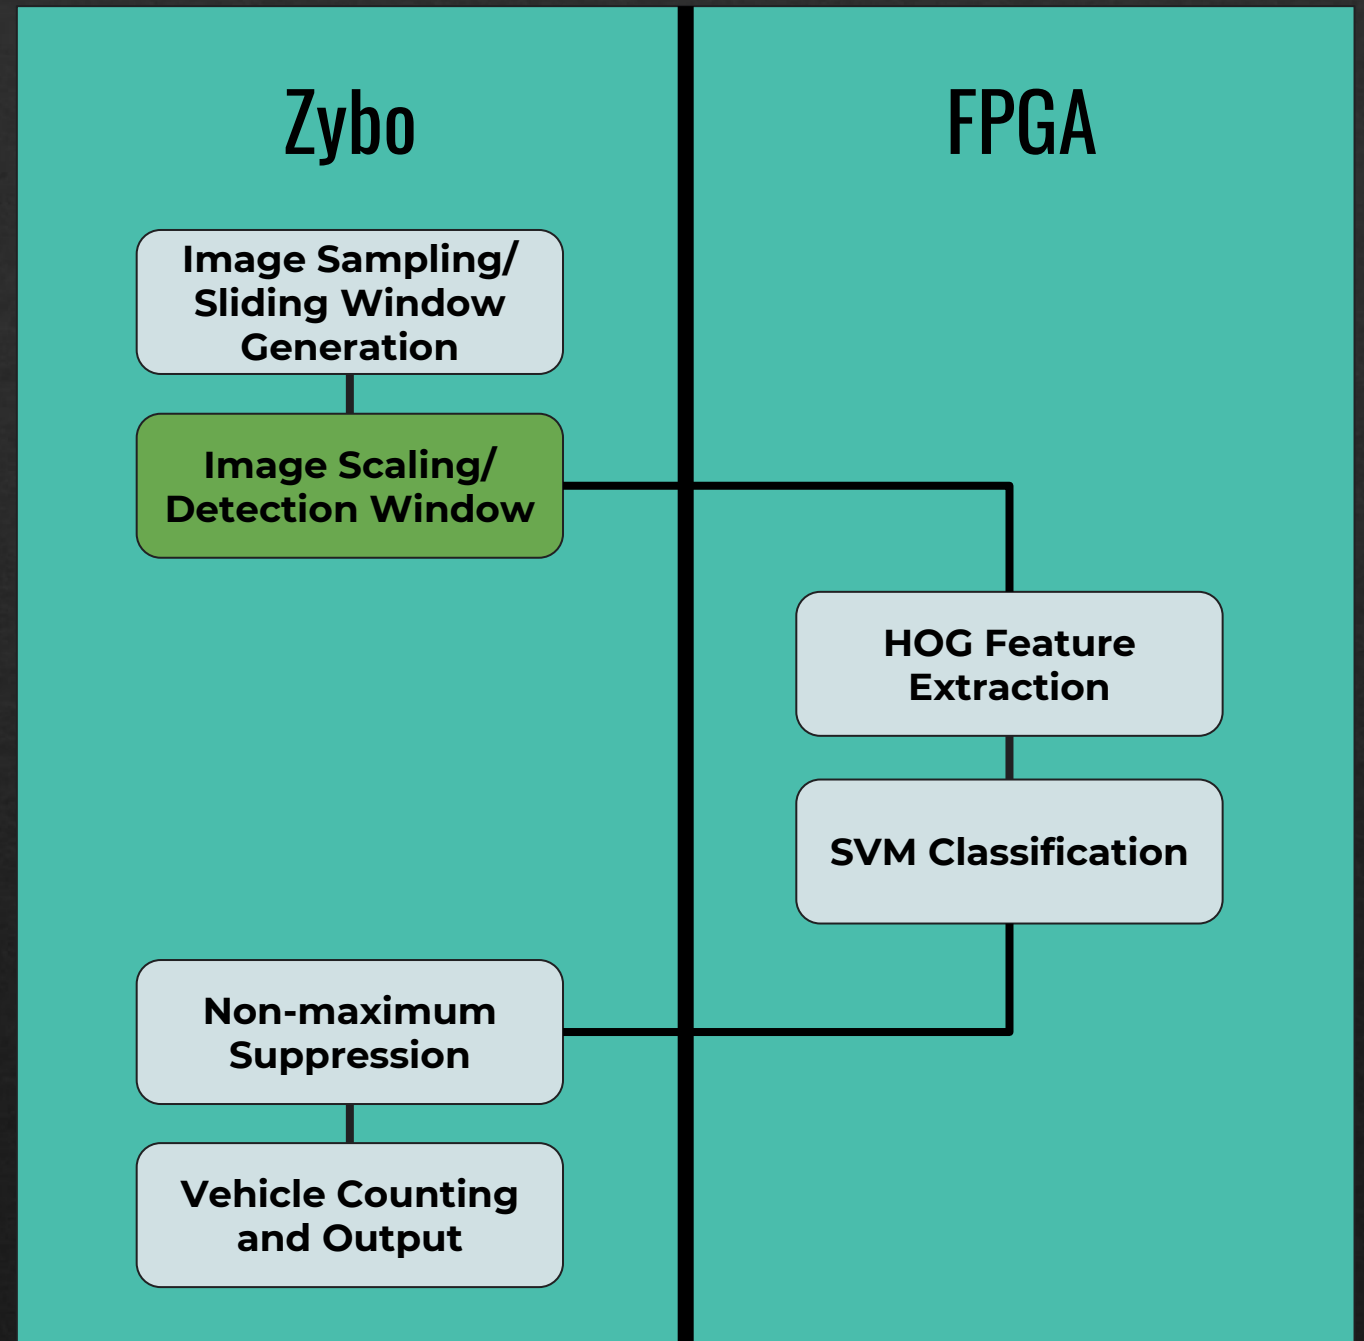 Zybo
FPGA
Image Sampling/
Sliding Window
Generation
Image Scaling/
Detection Window
HOG Feature
Extraction
SVM Classification
Non-maximum
Suppression
Vehicle Counting
and Output